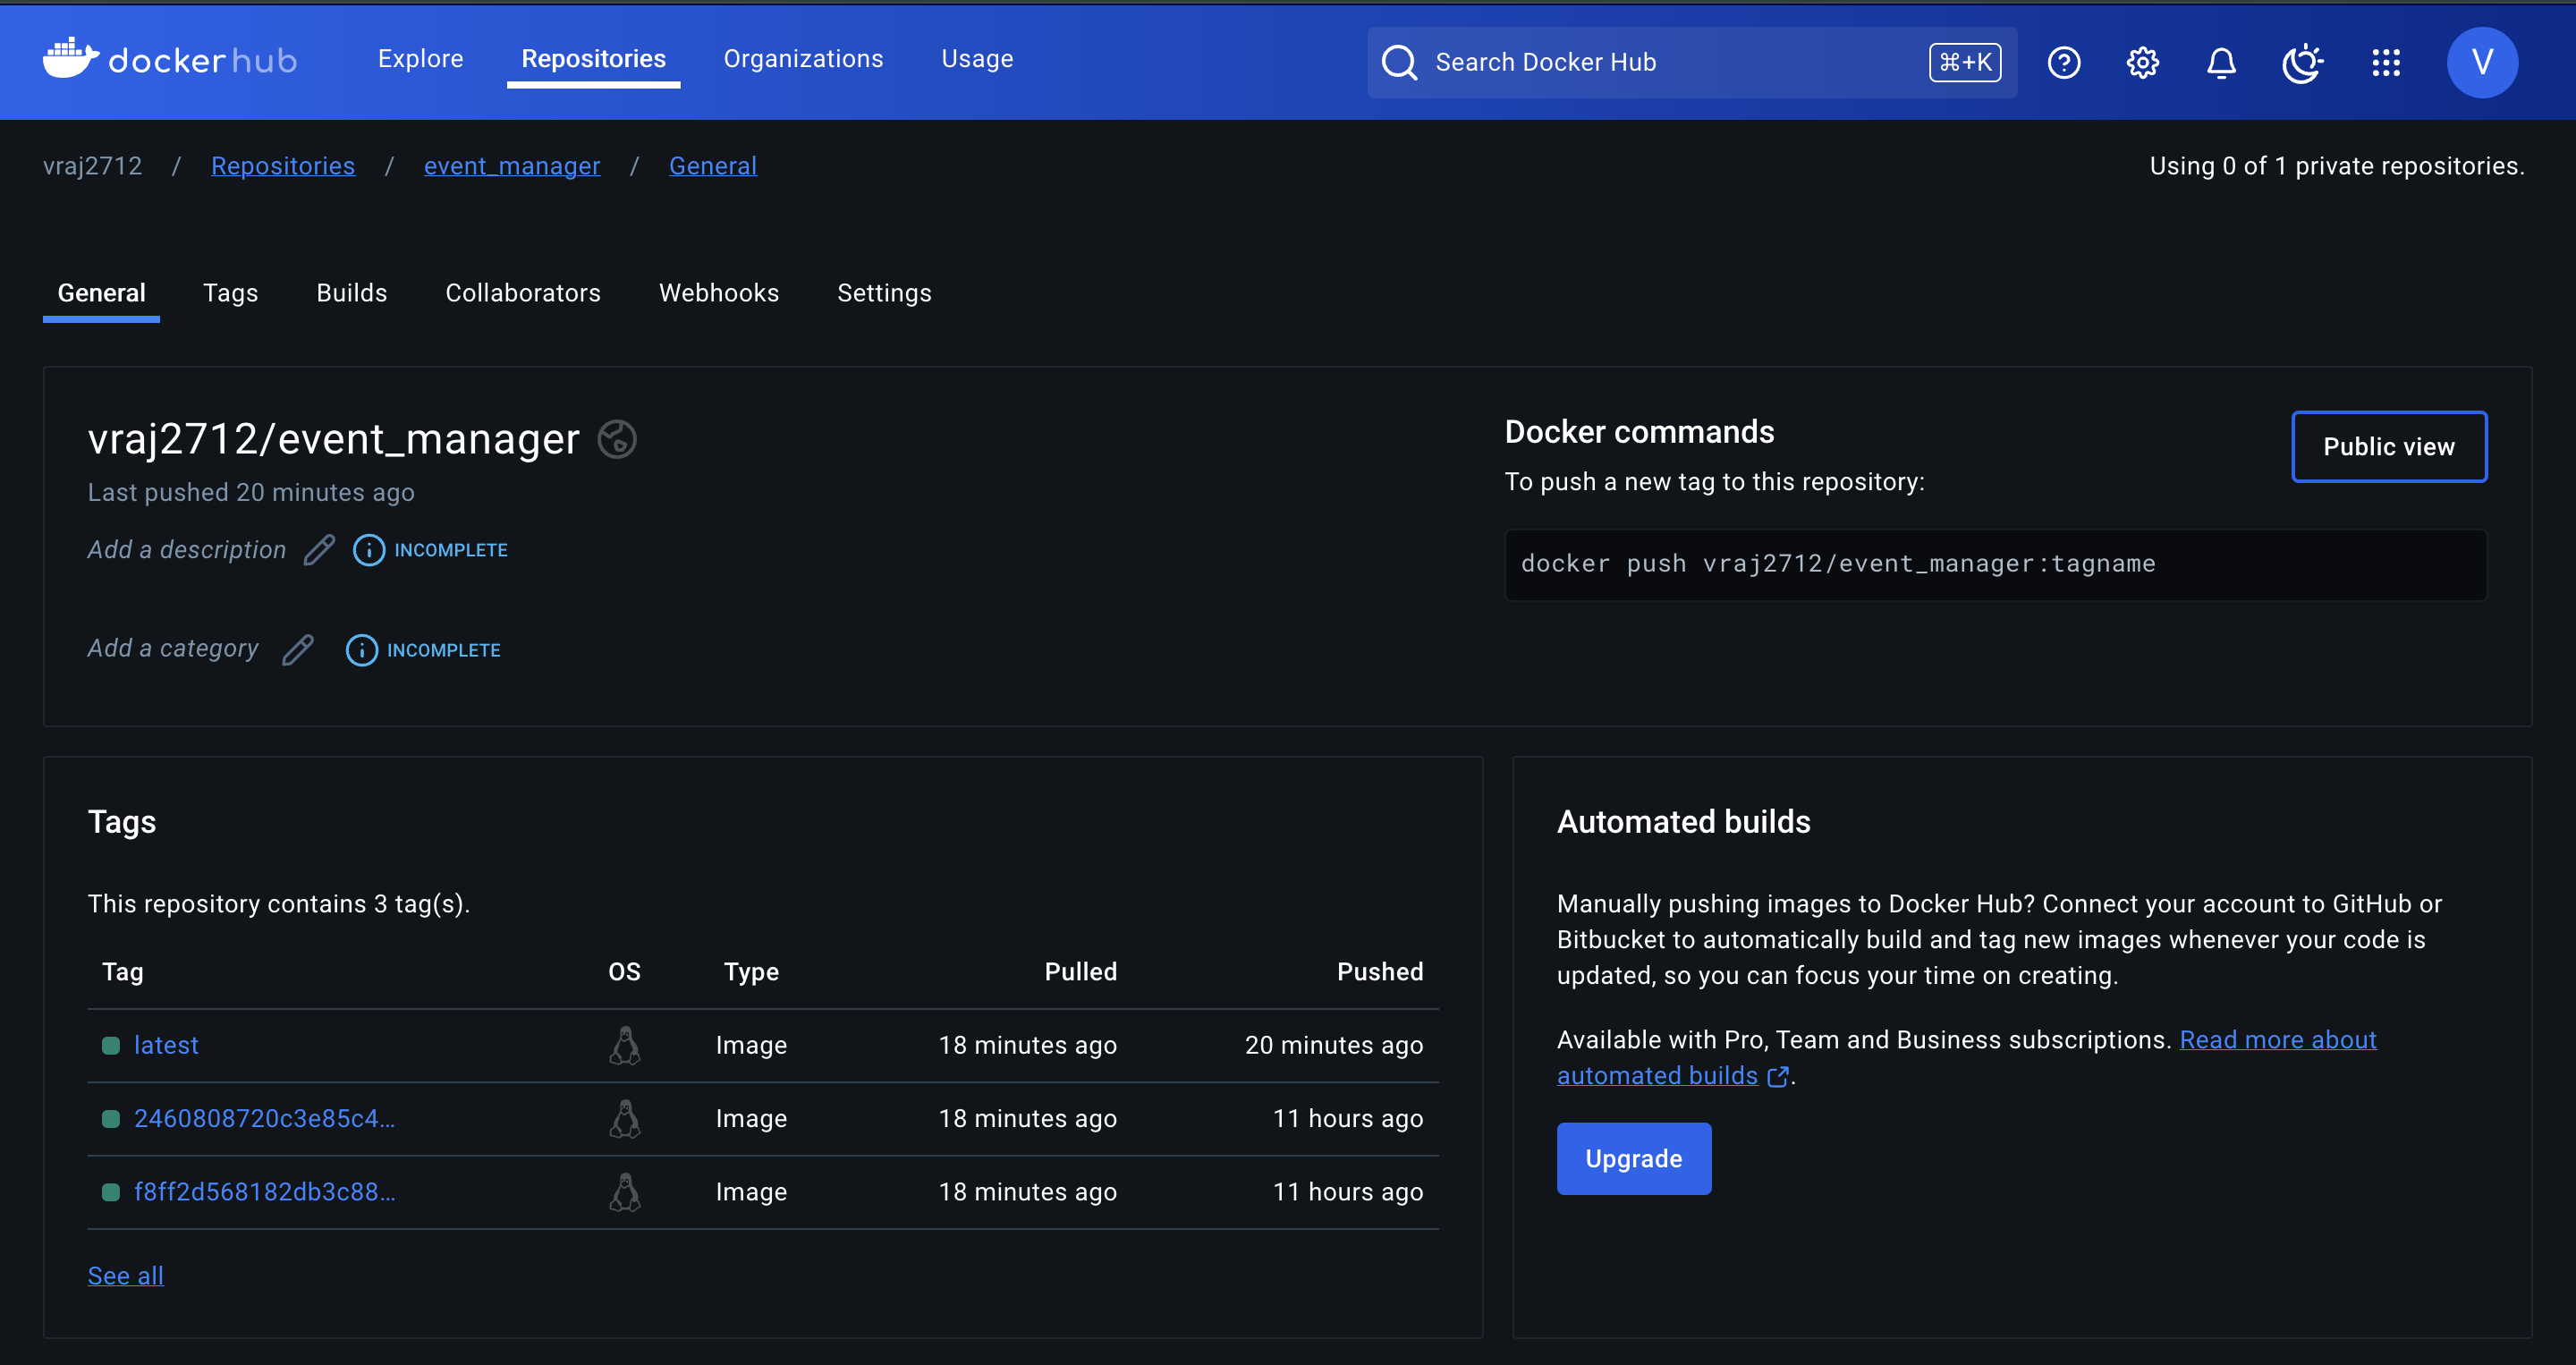 dockerhub Explore Repositories Organizations Usage Search Docker Hub ⌘+K V
vraj2712 / Repositories / event_manager / General Using 0 of 1 private repositories.
General Tags Builds Collaborators Webhooks Settings
vraj2712/event_manager
Last pushed 20 minutes ago
Add a description INCOMPLETE
Add a category INCOMPLETE
Docker commands
Public view
To push a new tag to this repository:
docker push vraj2712/event_manager:tagname
Tags
This repository contains 3 tag(s).
Tag OS Type Pulled Pushed
latest Image 18 minutes ago 20 minutes ago
2460808720c3e85c4... Image 18 minutes ago 11 hours ago
f8ff2d568182db3c88... Image 18 minutes ago 11 hours ago
See all
Automated builds
Manually pushing images to Docker Hub? Connect your account to GitHub or
Bitbucket to automatically build and tag new images whenever your code is
updated, so you can focus your time on creating.
Available with Pro, Team and Business subscriptions. Read more about
automated builds.
Upgrade